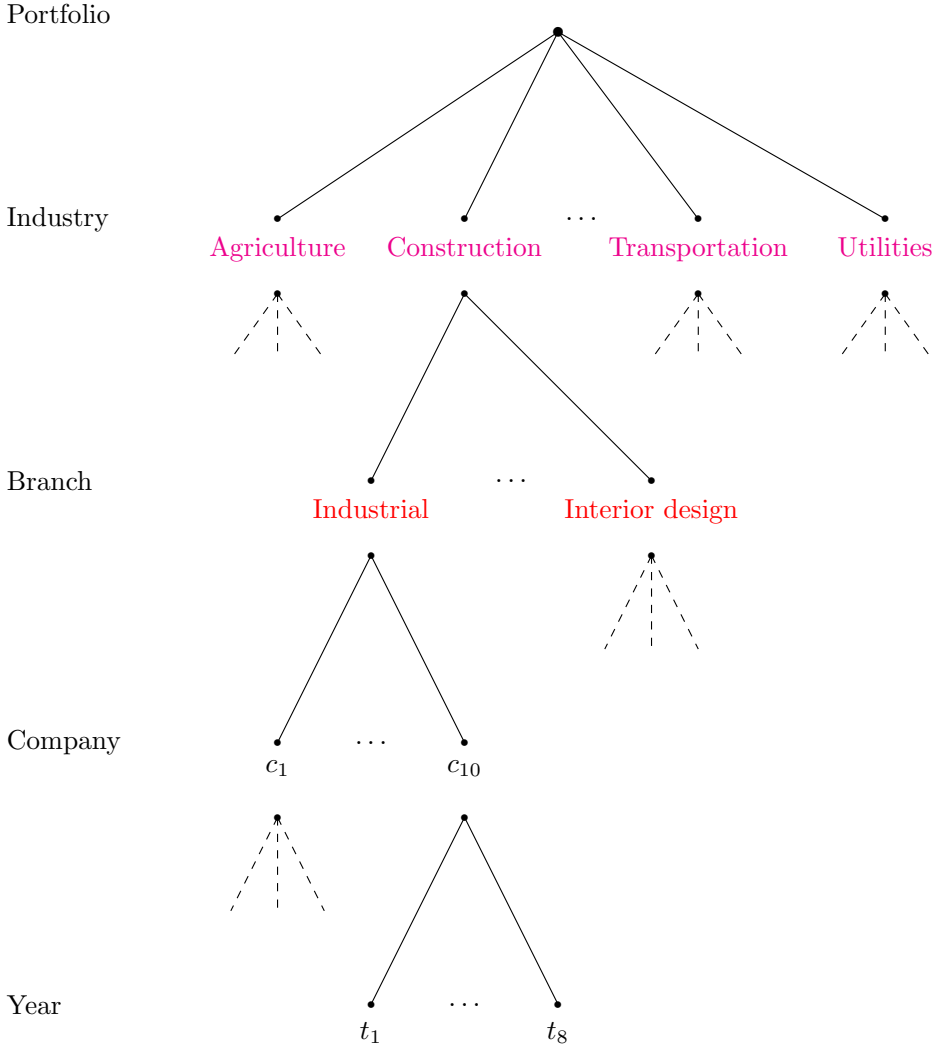 Portfolio
Industry
...
Agriculture Construction Transportation Utilities
Branch
...
Industrial Interior design
Company
...
c₁ c₁₀
Year
...
t₁ t₈